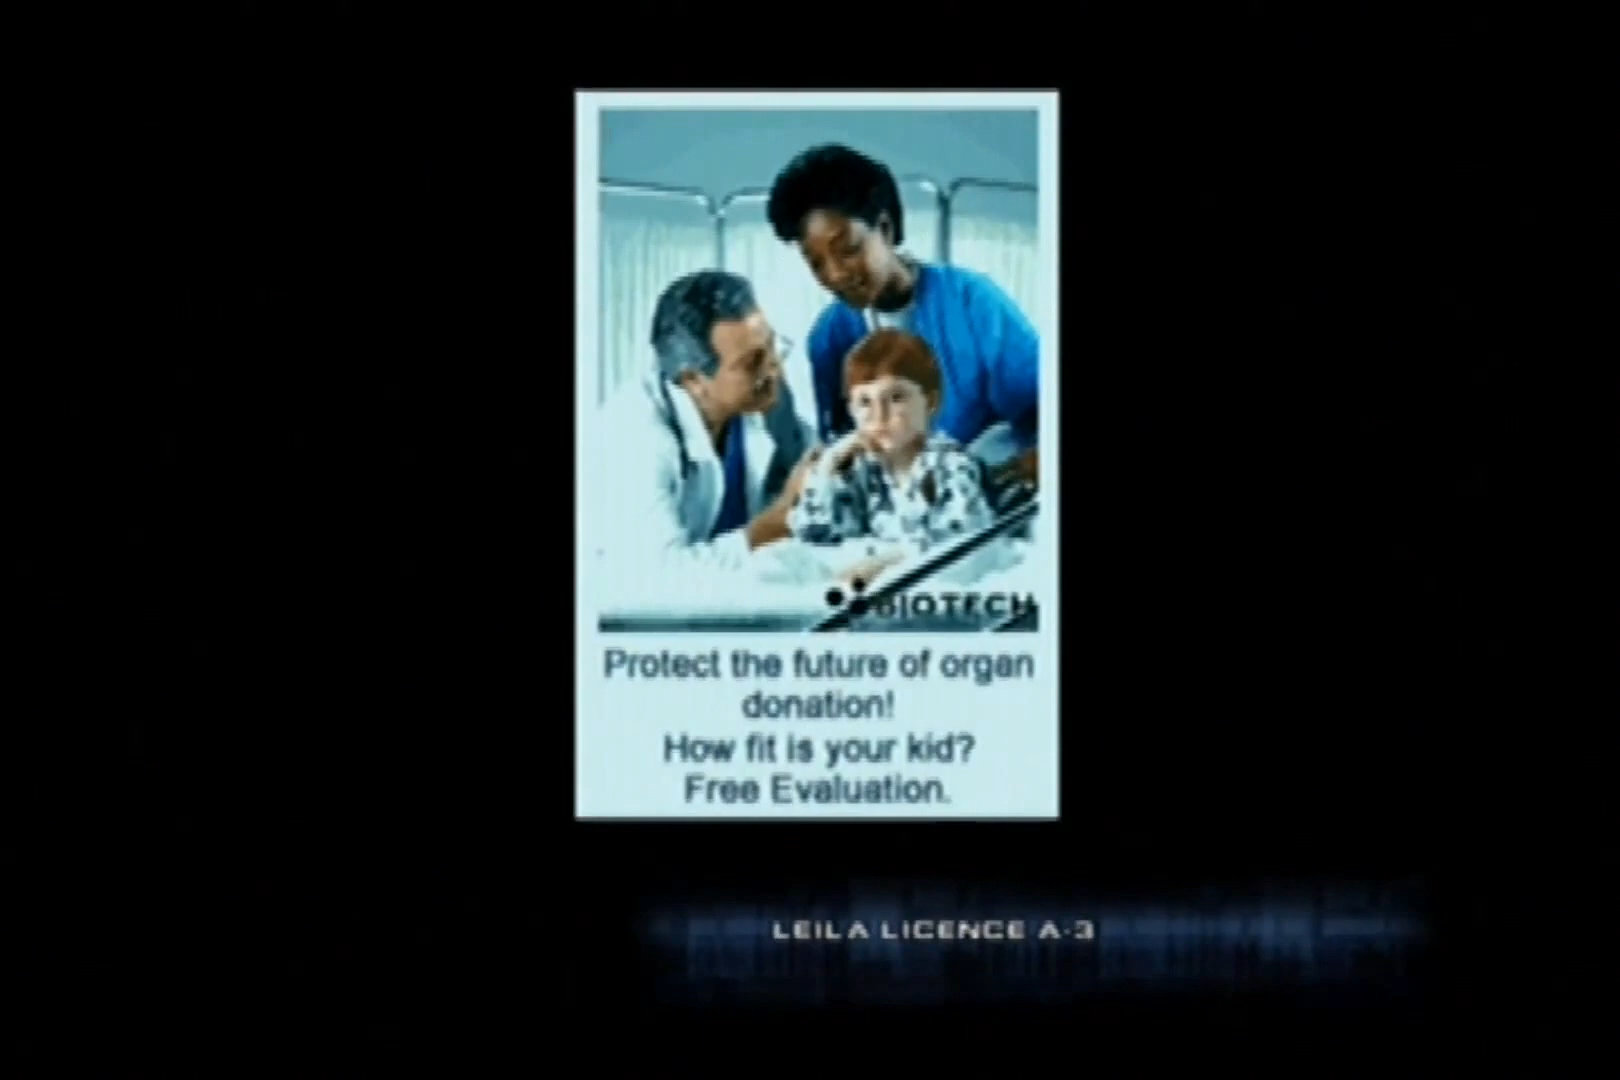 BIOTECH
Protect the future of organ
donation!
How fit is your kid?
Free Evaluation.
LEILA LICENCE A-3